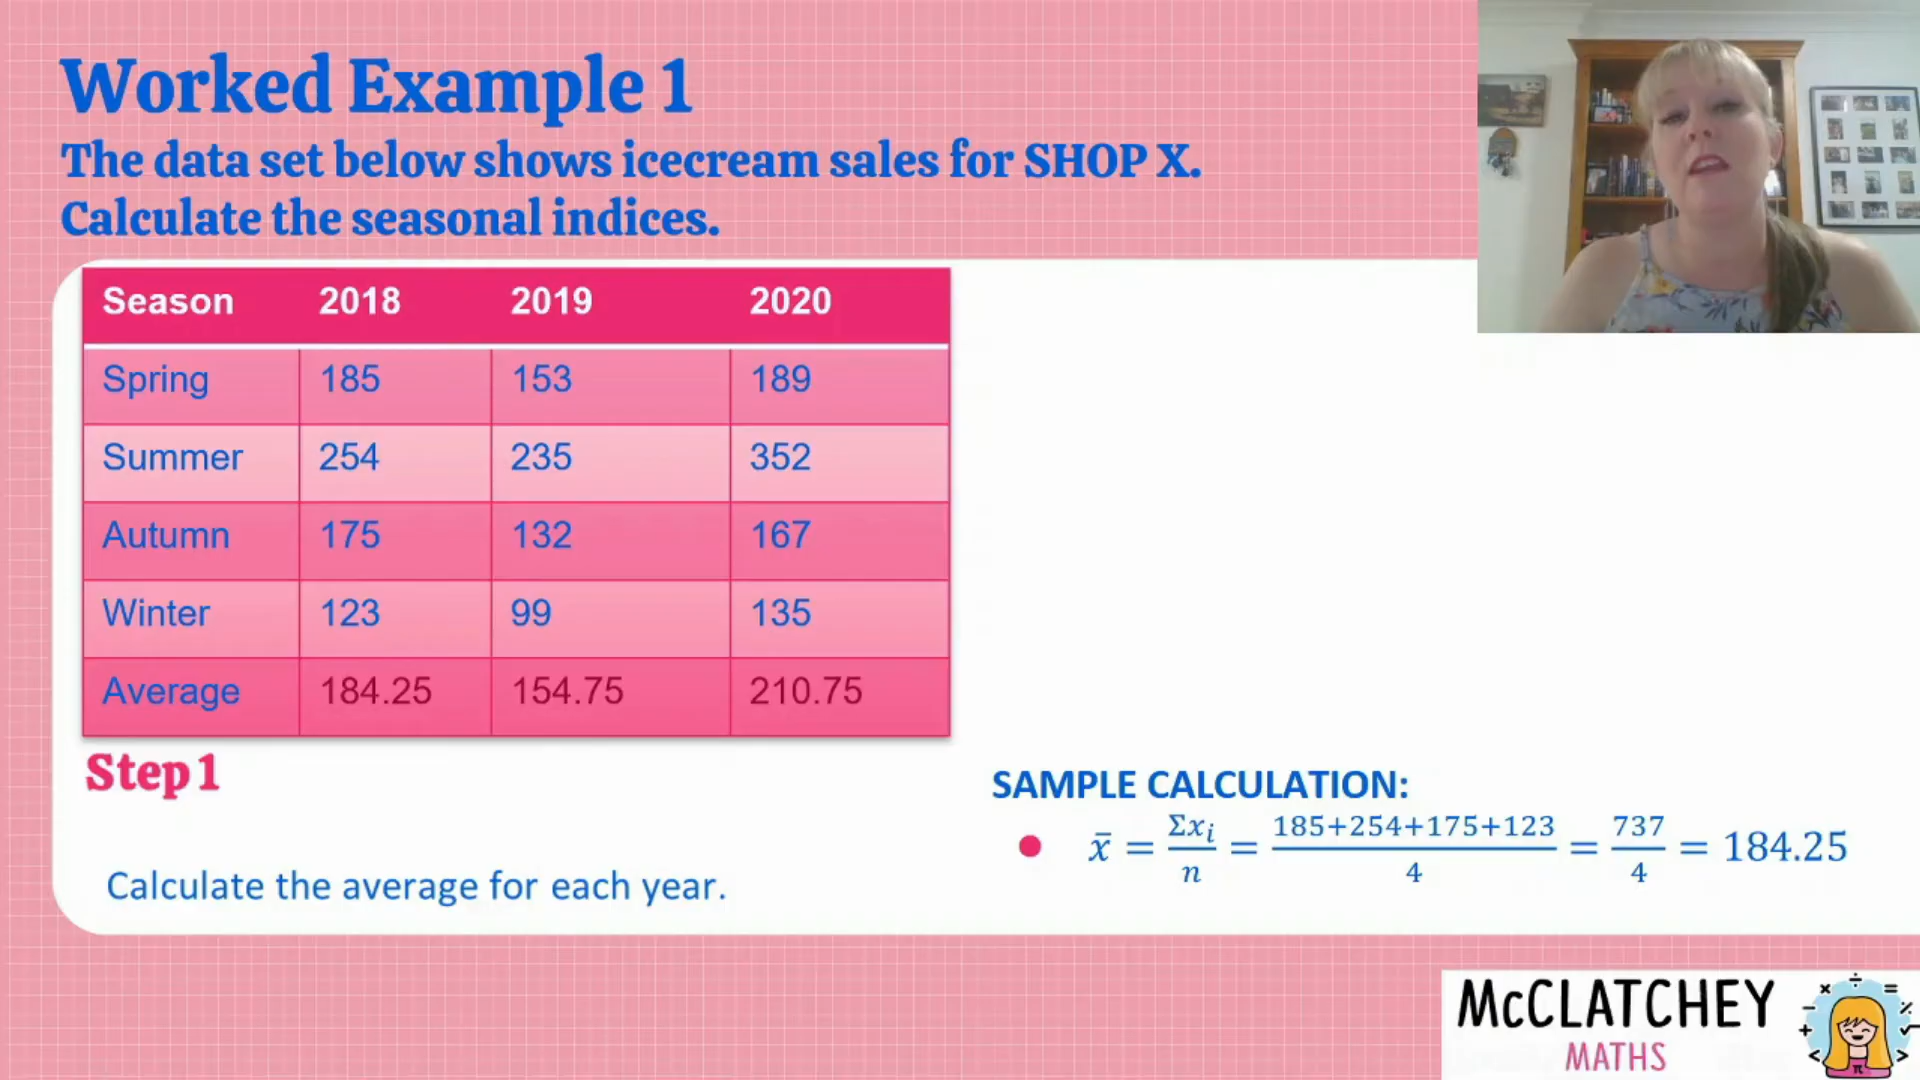 Worked Example 1
The data set below shows icecream sales for SHOP X.
Calculate the seasonal indices.
Season 2018 2019 2020
Spring 185 153 189
Summer 254 235 352
Autumn 175 132 167
Winter 123 99 135
Average 184.25 154.75 210.75
Step 1
Calculate the average for each year.
SAMPLE CALCULATION:
• x̄ = Σxᵢ/n = 185+254+175+123/4 = 737/4 = 184.25
McCLATCHEY
MATHS